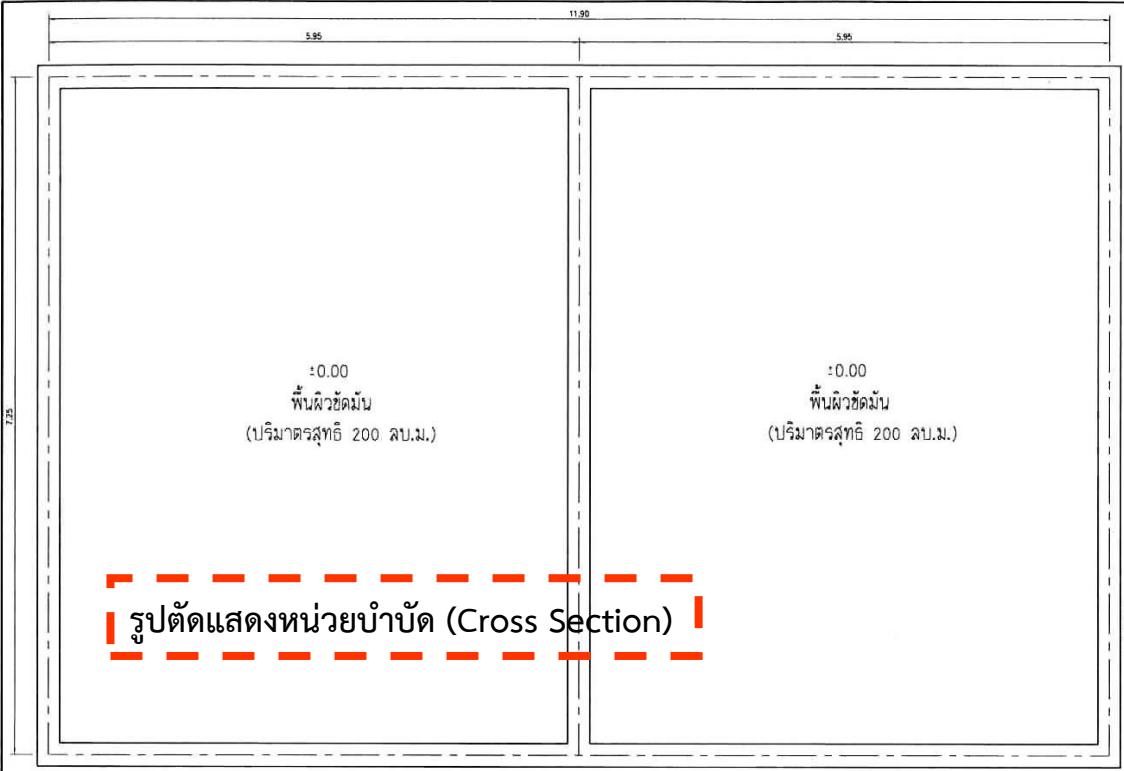 11.90
5.95
5.95
7.25
±0.00
พื้นผิวขัดมัน
(ปริมาตรสุทธิ 200 ลบ.ม.)
±0.00
พื้นผิวขัดมัน
(ปริมาตรสุทธิ 200 ลบ.ม.)
รูปตัดแสดงหน่วยบำบัด (Cross Section)